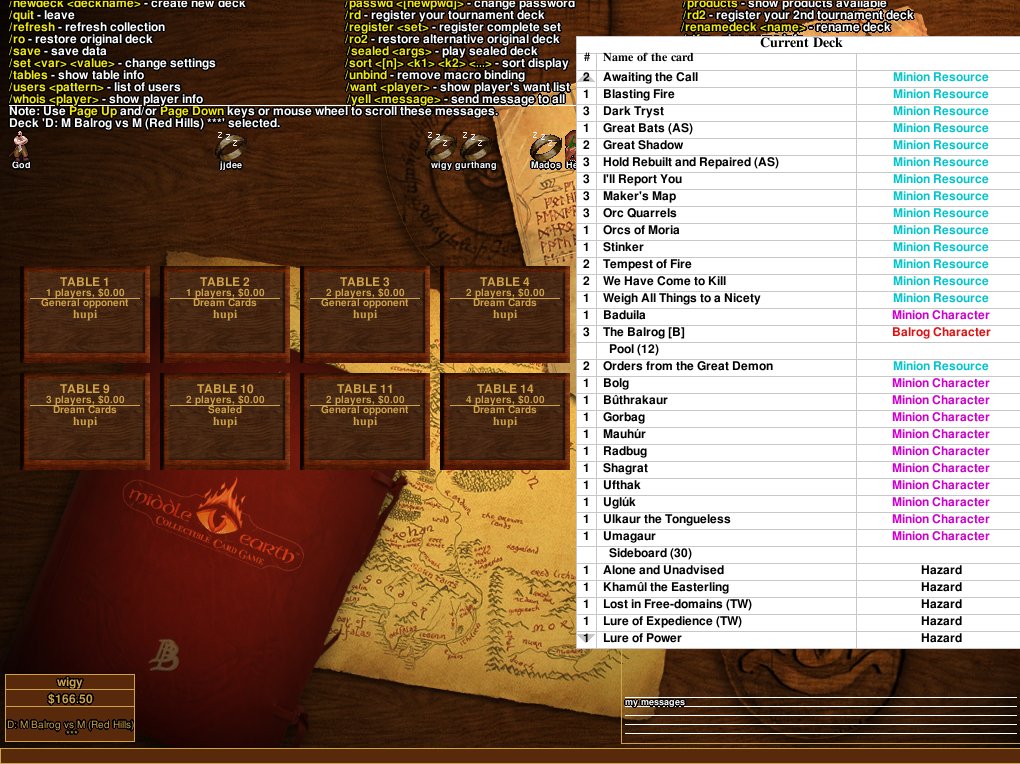 /newdeck <deckname> - create new deck
/passwd <[newpwd]> - change password
/products - show products available
/quit - leave
/rd - register your tournament deck
/rd2 - register your 2nd tournament deck
/refresh - refresh collection
/register <set> - register complete set
/renamedeck <name> - rename deck
/ro - restore original deck
/ro2 - restore alternative original deck
/save - save data
/sealed <args> - play sealed deck
/set <var> <value> - change settings
/sort <[n]> <k1> <k2> <...> - sort display
/tables - show table info
/unbind - remove macro binding
/users <pattern> - list of users
/want <player> - show player's want list
/whois <player> - show player info
/yell <message> - send message to all
Note: Use Page Up and/or Page Down keys or mouse wheel to scroll these messages.
Deck 'D: M Balrog vs M (Red Hills) ***' selected.
God
jjdee
wigy
gurthang
Mados
He
TABLE 1
1 players, $0.00
General opponent
hupi
TABLE 2
1 players, $0.00
Dream Cards
hupi
TABLE 3
2 players, $0.00
General opponent
hupi
TABLE 4
2 players, $0.00
Dream Cards
hupi
TABLE 9
3 players, $0.00
Dream Cards
hupi
TABLE 10
2 players, $0.00
Sealed
hupi
TABLE 11
2 players, $0.00
General opponent
hupi
TABLE 14
4 players, $0.00
Dream Cards
hupi
middle earth
COLLECTIBLE CARD GAME
wigy
$166.50
D: M Balrog vs M (Red Hills)
***
Current Deck
# Name of the card
2 Awaiting the Call Minion Resource
1 Blasting Fire Minion Resource
3 Dark Tryst Minion Resource
1 Great Bats (AS) Minion Resource
2 Great Shadow Minion Resource
3 Hold Rebuilt and Repaired (AS) Minion Resource
3 I'll Report You Minion Resource
3 Maker's Map Minion Resource
3 Orc Quarrels Minion Resource
1 Orcs of Moria Minion Resource
1 Stinker Minion Resource
2 Tempest of Fire Minion Resource
2 We Have Come to Kill Minion Resource
1 Weigh All Things to a Nicety Minion Resource
1 Baduila Minion Character
3 The Balrog [B] Balrog Character
Pool (12)
2 Orders from the Great Demon Minion Resource
1 Bolg Minion Character
1 Bûthrakaur Minion Character
1 Gorbag Minion Character
1 Mauhúr Minion Character
1 Radbug Minion Character
1 Shagrat Minion Character
1 Ufthak Minion Character
1 Uglúk Minion Character
1 Ulkaur the Tongueless Minion Character
1 Umagaur Minion Character
Sideboard (30)
1 Alone and Unadvised Hazard
1 Khamûl the Easterling Hazard
1 Lost in Free-domains (TW) Hazard
1 Lure of Expedience (TW) Hazard
1 Lure of Power Hazard
my messages